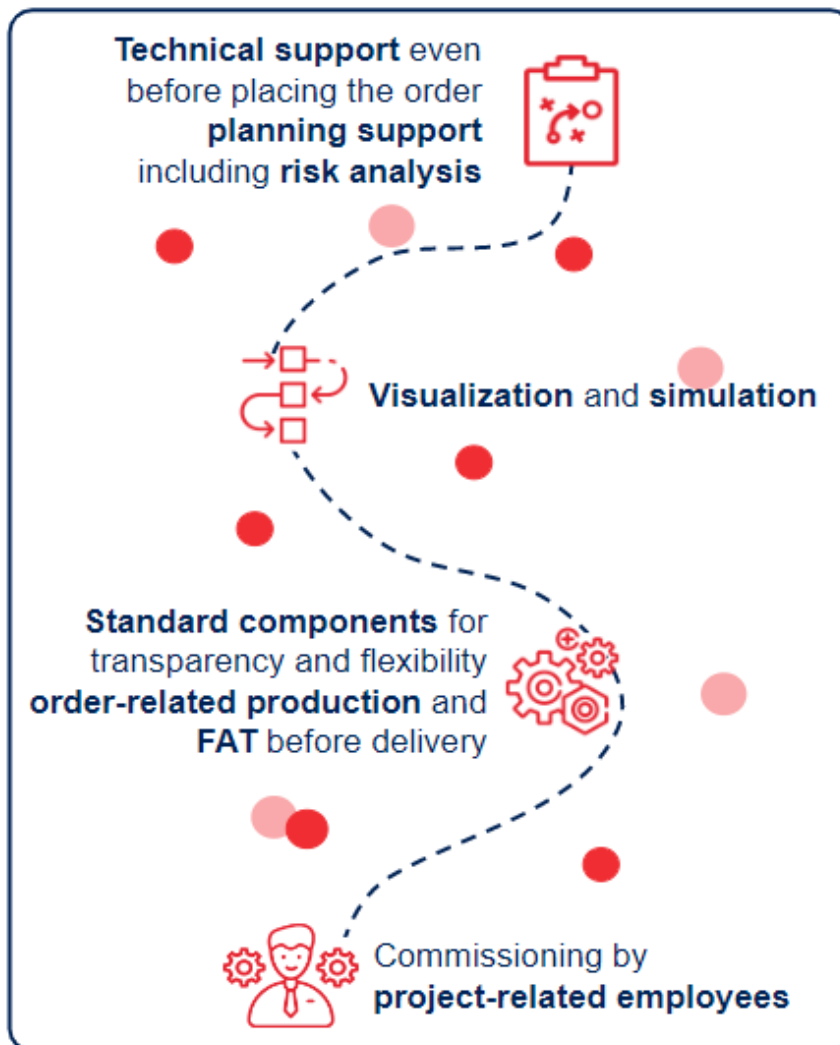 Technical support even
before placing the order
planning support
including risk analysis
Visualization and simulation
Standard components for
transparency and flexibility
order-related production and
FAT before delivery
Commissioning by
project-related employees